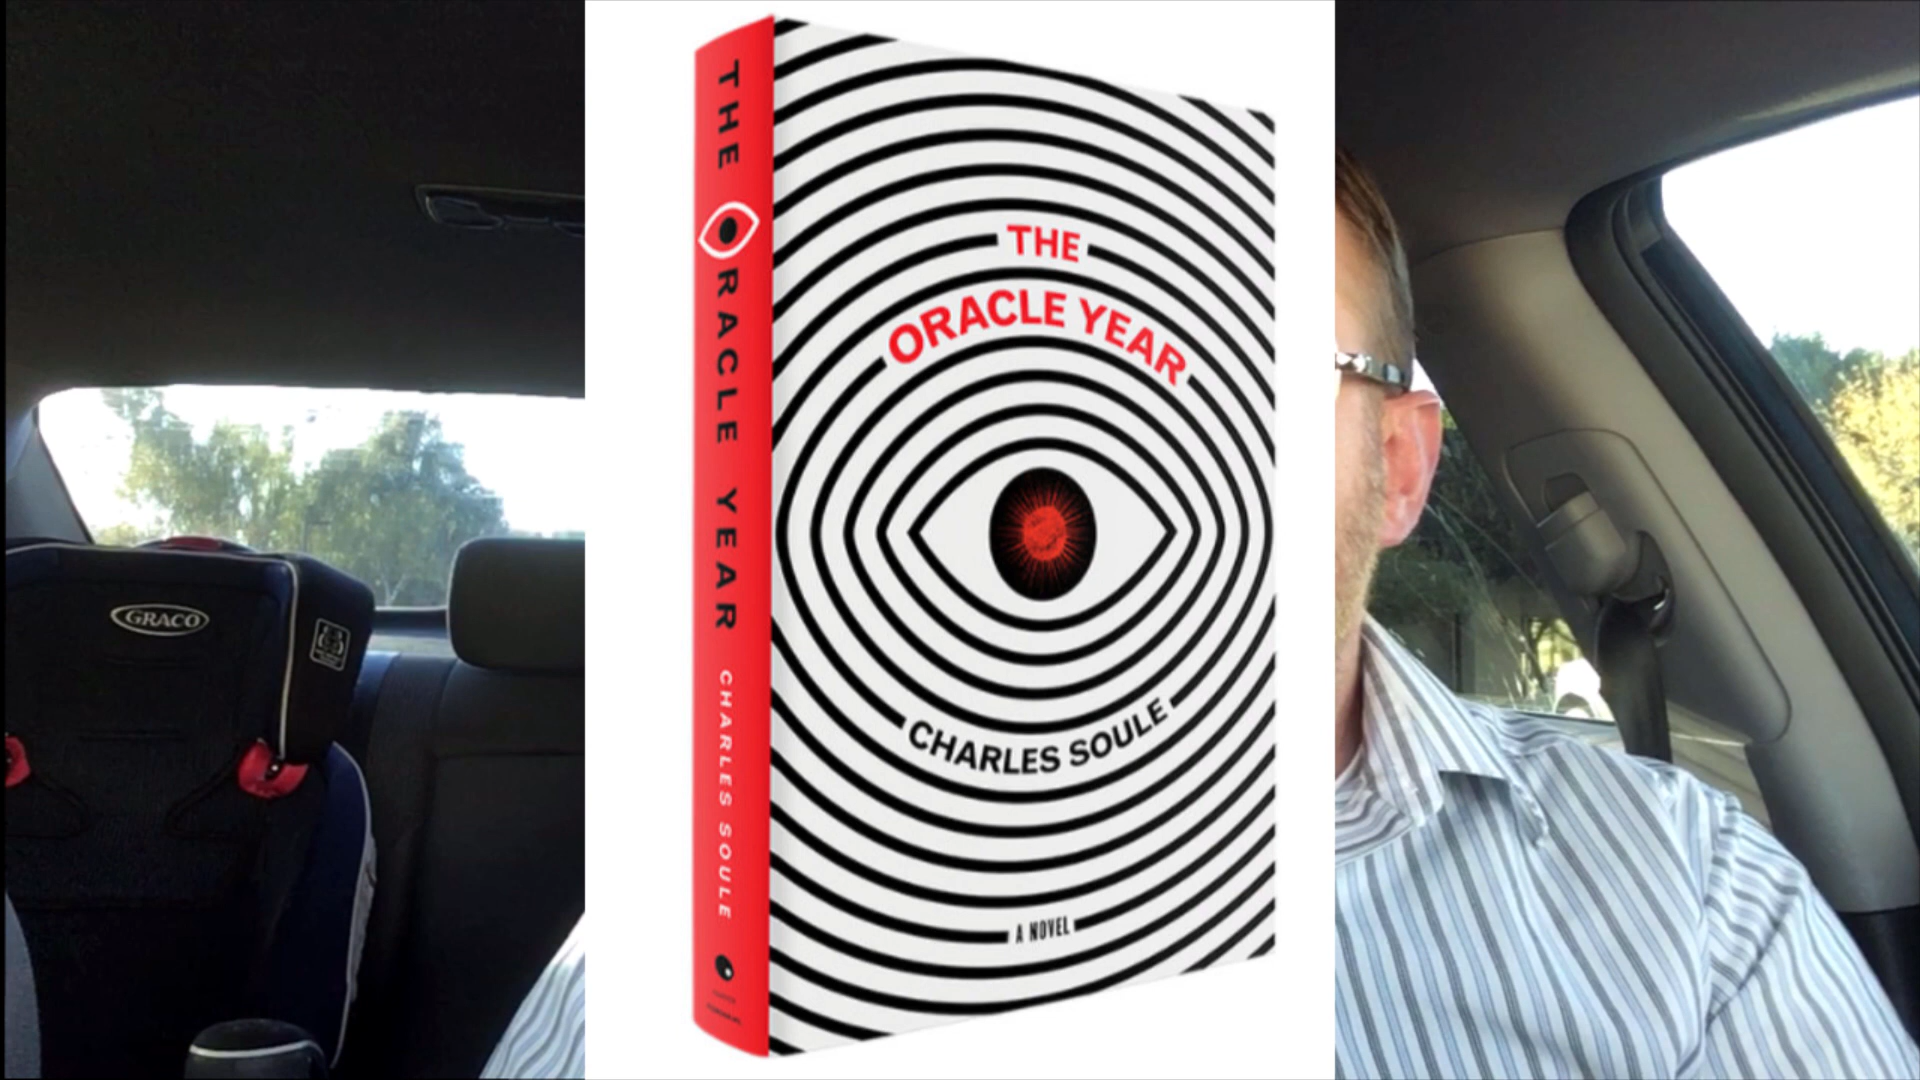 GRACO
THE ORACLE YEAR CHARLES SOULE
THE
ORACLE YEAR
CHARLES SOULE
A NOVEL